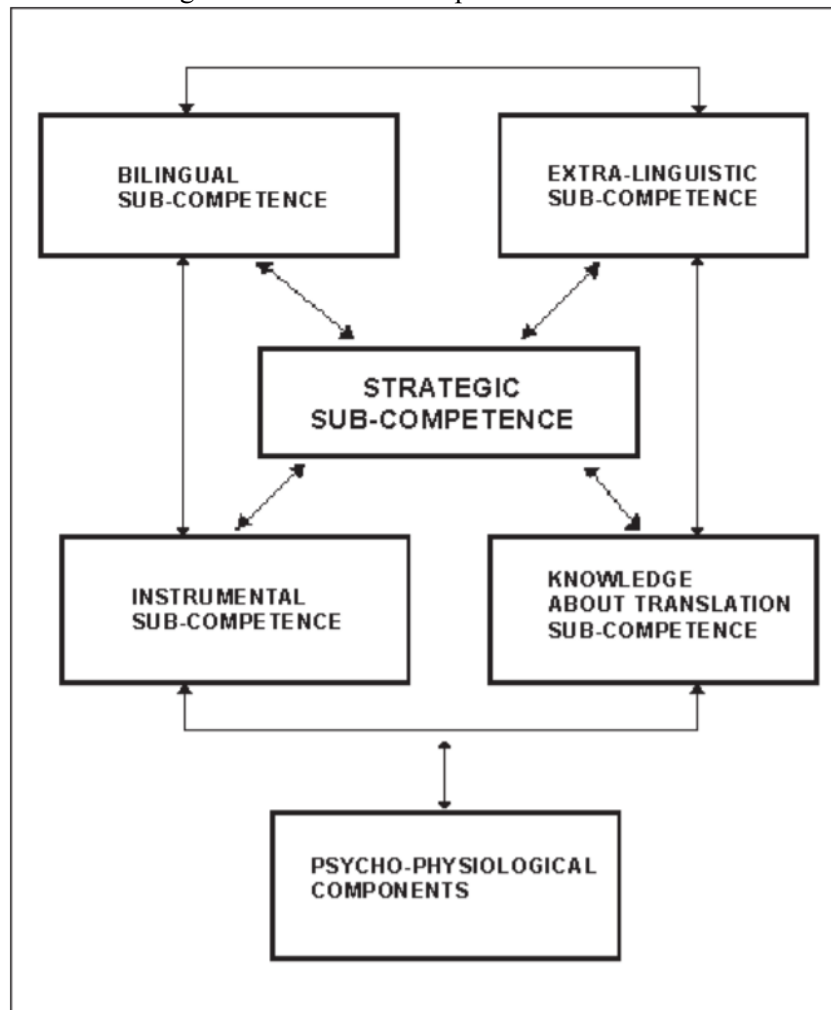 BILINGUAL
SUB-COMPETENCE
EXTRA-LINGUISTIC
SUB-COMPETENCE
STRATEGIC
SUB-COMPETENCE
INSTRUMENTAL
SUB-COMPETENCE
KNOWLEDGE
ABOUT TRANSLATION
SUB-COMPETENCE
PSYCHO-PHYSIOLOGICAL
COMPONENTS